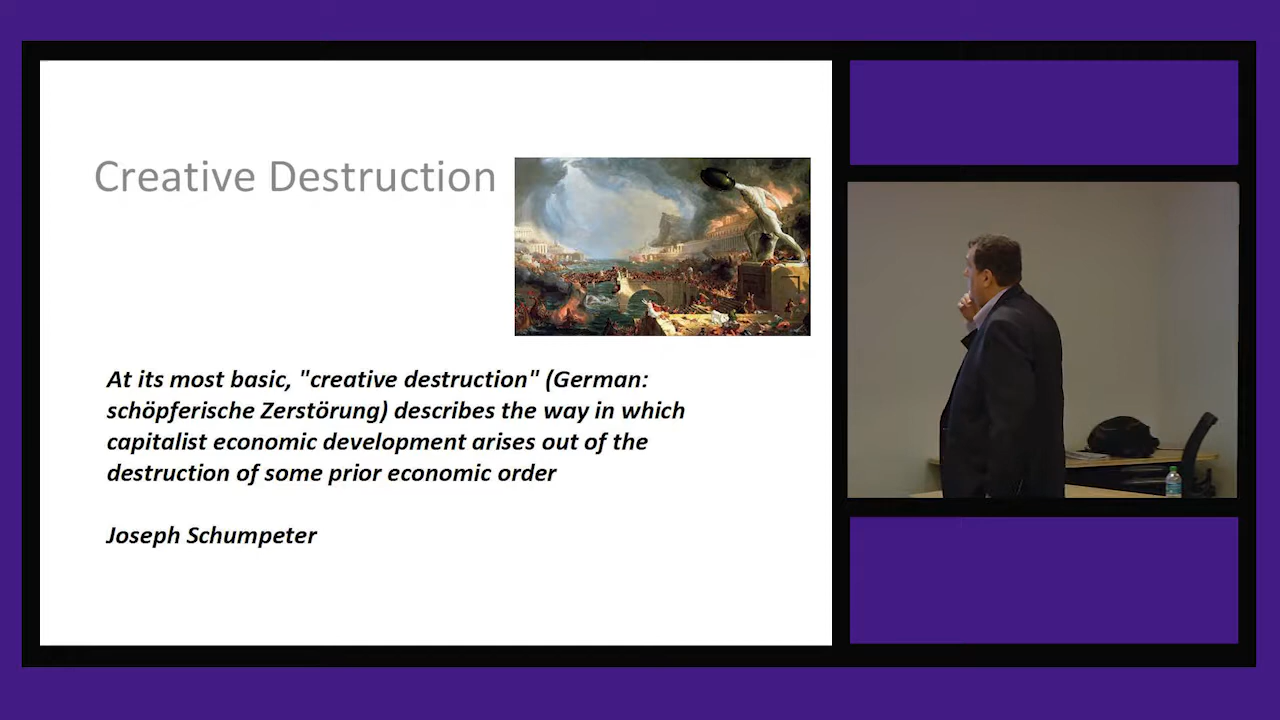 Creative Destruction
At its most basic, "creative destruction" (German:
schöpferische Zerstörung) describes the way in which
capitalist economic development arises out of the
destruction of some prior economic order
Joseph Schumpeter